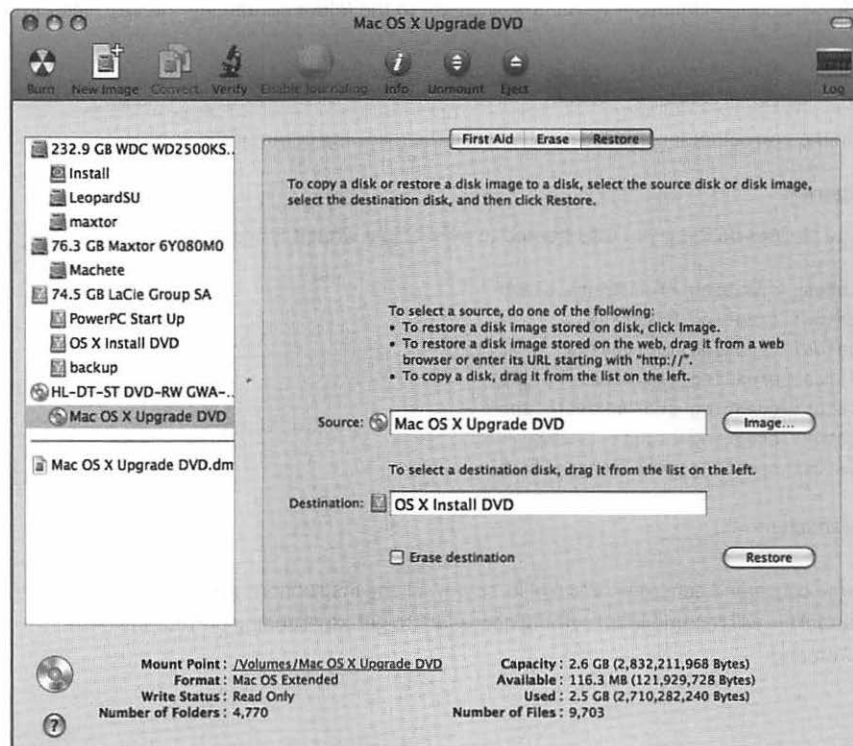 Mac OS X Upgrade DVD
Burn New Image Convert Verify Enable Journaling Info Unmount Eject Log
232.9 GB WDC WD2500KS..
Install
LeopardSU
maxtor
76.3 GB Maxtor 6Y080M0
Machete
74.5 GB LaCie Group SA
PowerPC Start Up
OS X Install DVD
backup
HL-DT-ST DVD-RW GWA-..
Mac OS X Upgrade DVD
Mac OS X Upgrade DVD.dm
First Aid Erase Restore
To copy a disk or restore a disk image to a disk, select the source disk or disk image,
select the destination disk, and then click Restore.
To select a source, do one of the following:
• To restore a disk image stored on disk, click Image.
• To restore a disk image stored on the web, drag it from a web
browser or enter its URL starting with "http://".
• To copy a disk, drag it from the list on the left.
Source: Mac OS X Upgrade DVD Image...
To select a destination disk, drag it from the list on the left.
Destination: OS X Install DVD
Erase destination Restore
Mount Point : /Volumes/Mac OS X Upgrade DVD Capacity : 2.6 GB (2,832,211,968 Bytes)
Format : Mac OS Extended Available : 116.3 MB (121,929,728 Bytes)
Write Status : Read Only Used : 2.5 GB (2,710,282,240 Bytes)
Number of Folders : 4,770 Number of Files : 9,703
?